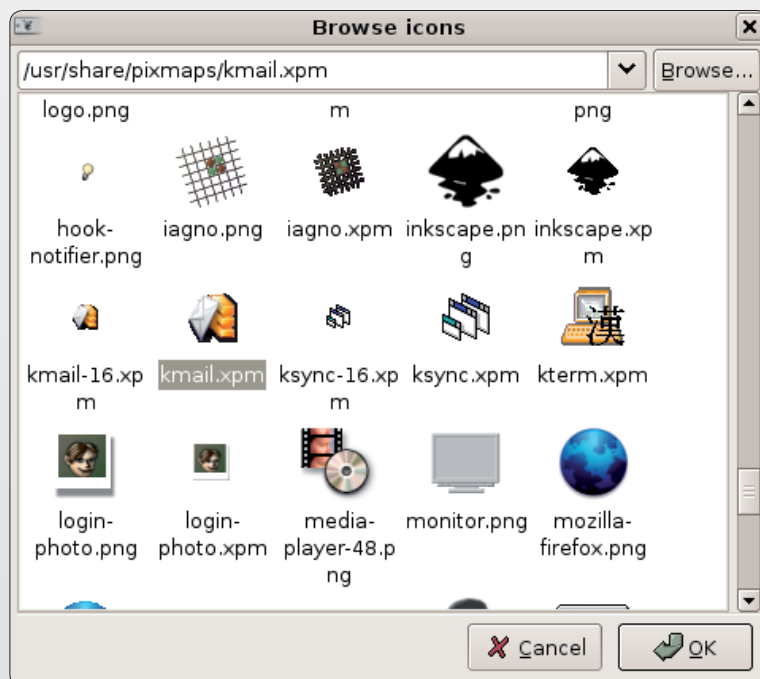 Browse icons
/usr/share/pixmaps/kmail.xpm
Browse...
logo.png
m
png
hook-
notifier.png
iagno.png
iagno.xpm
inkscape.pn
g
inkscape.xp
m
漢
kmail-16.xp
m
kmail.xpm
ksync-16.xp
m
ksync.xpm
kterm.xpm
login-
photo.png
login-
photo.xpm
media-
player-48.p
ng
monitor.png
mozilla-
firefox.png
Cancel
OK